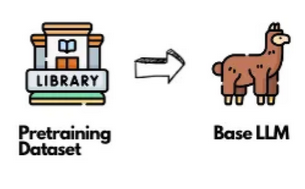 LIBRARY
Pretraining
Dataset
Base LLM